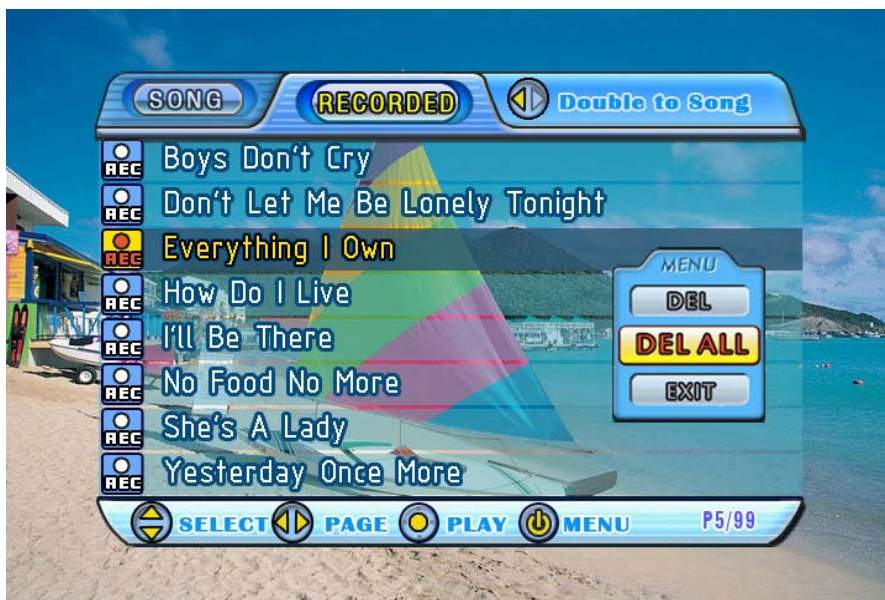 SONG RECORDED Double to Song
REC Boys Don't Cry
REC Don't Let Me Be Lonely Tonight
REC Everything I Own
MENU
REC How Do I Live
DEL
REC I'll Be There
DEL ALL
REC No Food No More
EXIT
REC She's A Lady
REC Yesterday Once More
SELECT PAGE PLAY MENU P5/99